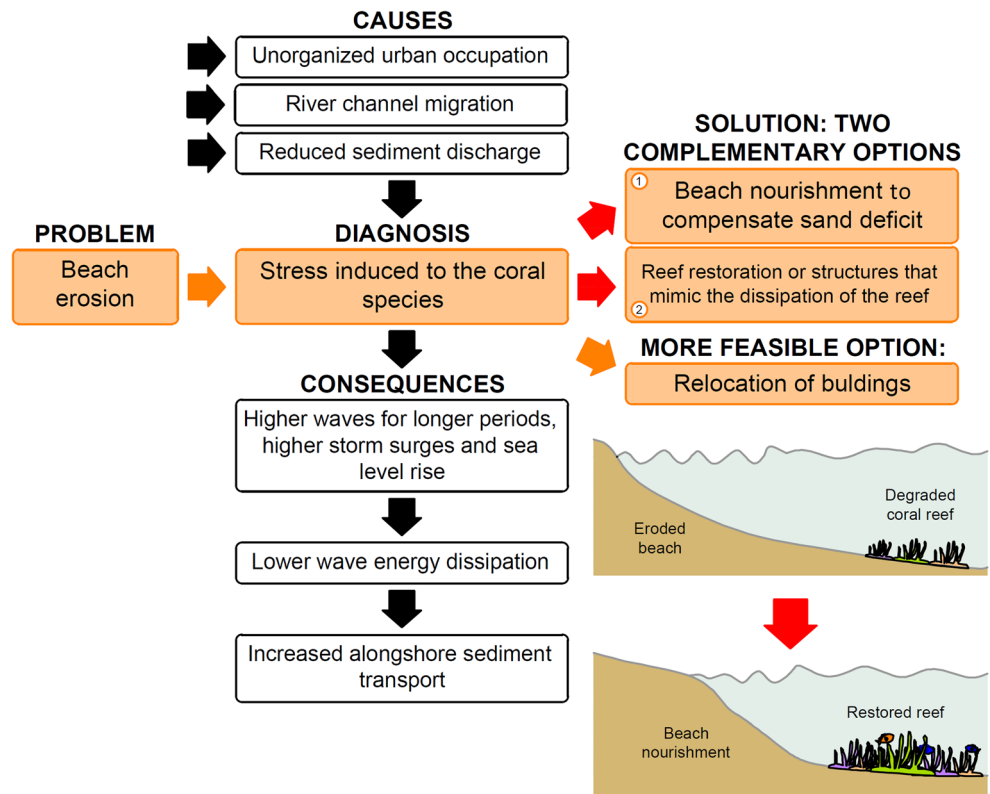 CAUSES
Unorganized urban occupation
River channel migration
Reduced sediment discharge
PROBLEM
Beach
erosion
DIAGNOSIS
Stress induced to the coral
species
SOLUTION: TWO
COMPLEMENTARY OPTIONS
1
Beach nourishment to
compensate sand deficit
Reef restoration or structures that
mimic the dissipation of the reef
2
MORE FEASIBLE OPTION:
Relocation of buldings
CONSEQUENCES
Higher waves for longer periods,
higher storm surges and sea
level rise
Lower wave energy dissipation
Increased alongshore sediment
transport
Degraded
coral reef
Eroded
beach
Restored reef
Beach
nourishment